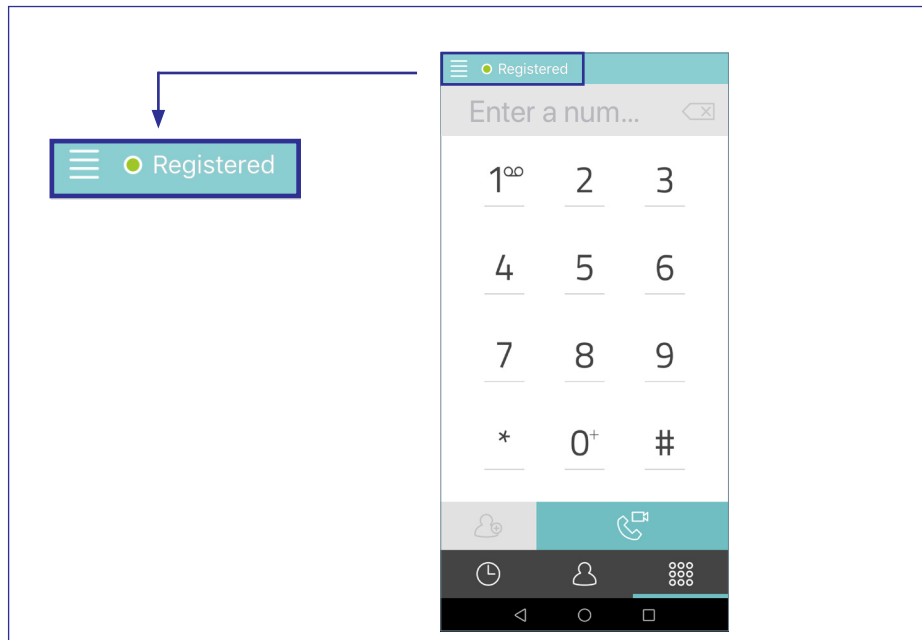 Registered
Registered
Enter a num...
1 2 3
4 5 6
7 8 9
* 0+ #